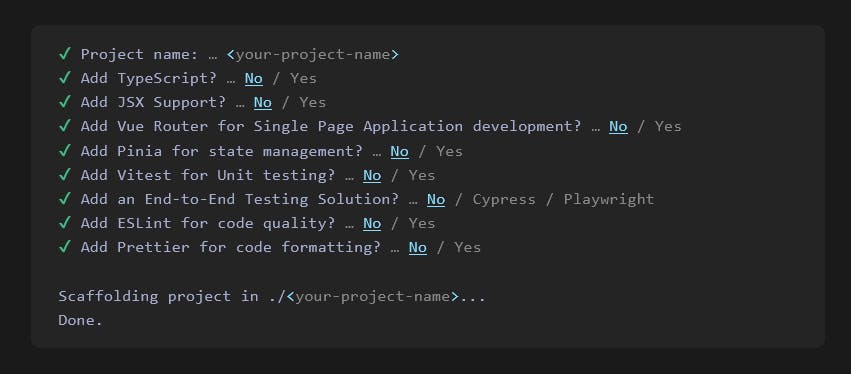 ✓ Project name: … <your-project-name>
✓ Add TypeScript? … No / Yes
✓ Add JSX Support? … No / Yes
✓ Add Vue Router for Single Page Application development? … No / Yes
✓ Add Pinia for state management? … No / Yes
✓ Add Vitest for Unit testing? … No / Yes
✓ Add an End-to-End Testing Solution? … No / Cypress / Playwright
✓ Add ESLint for code quality? … No / Yes
✓ Add Prettier for code formatting? … No / Yes
Scaffolding project in ./<your-project-name>...
Done.